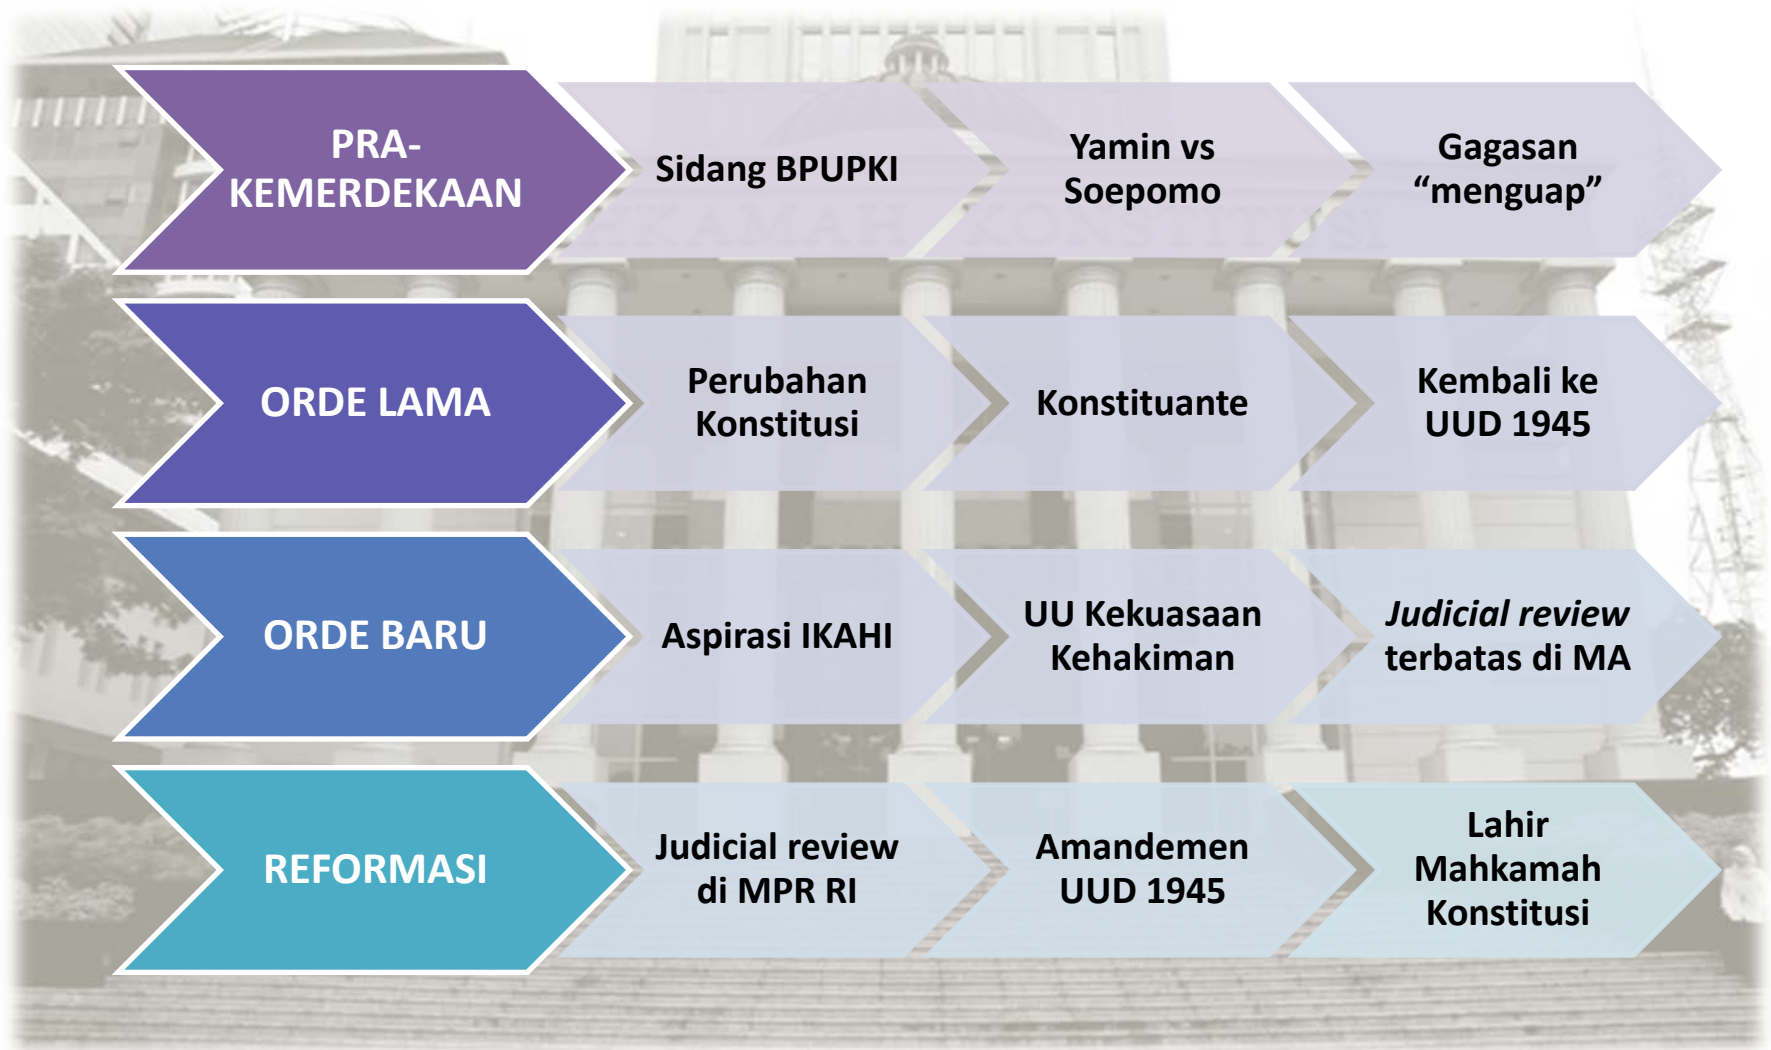 PRA-
KEMERDEKAAN
Sidang BPUPKI
Yamin vs
Soepomo
Gagasan
“menguap”
ORDE LAMA
Perubahan
Konstitusi
Konstituante
Kembali ke
UUD 1945
ORDE BARU
Aspirasi IKAHI
UU Kekuasaan
Kehakiman
Judicial review
terbatas di MA
REFORMASI
Judicial review
di MPR RI
Amandemen
UUD 1945
Lahir
Mahkamah
Konstitusi
HKAMAH KONSTITUSI